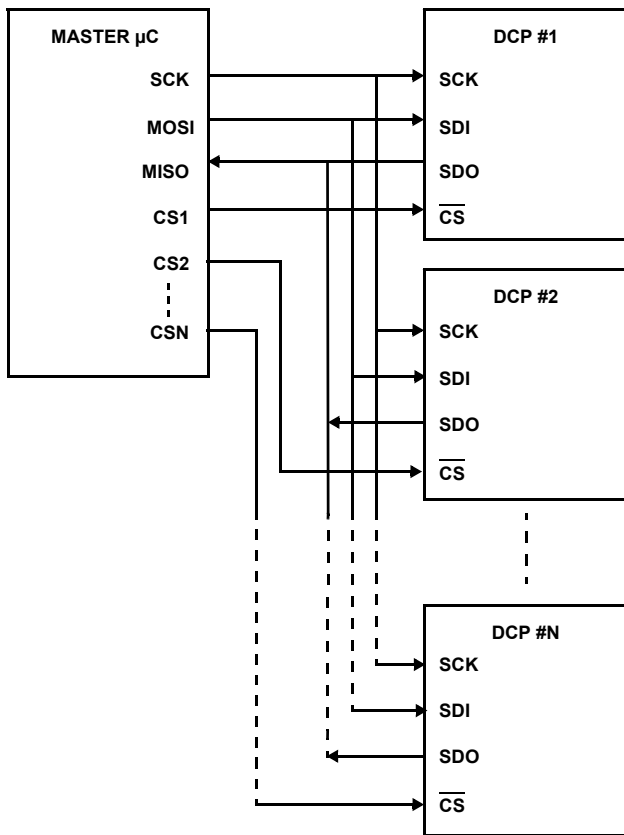 MASTER µC
SCK
MOSI
MISO
CS1
CS2
CSN
DCP #1
SCK
SDI
SDO
CS
DCP #2
SCK
SDI
SDO
CS
DCP #N
SCK
SDI
SDO
CS